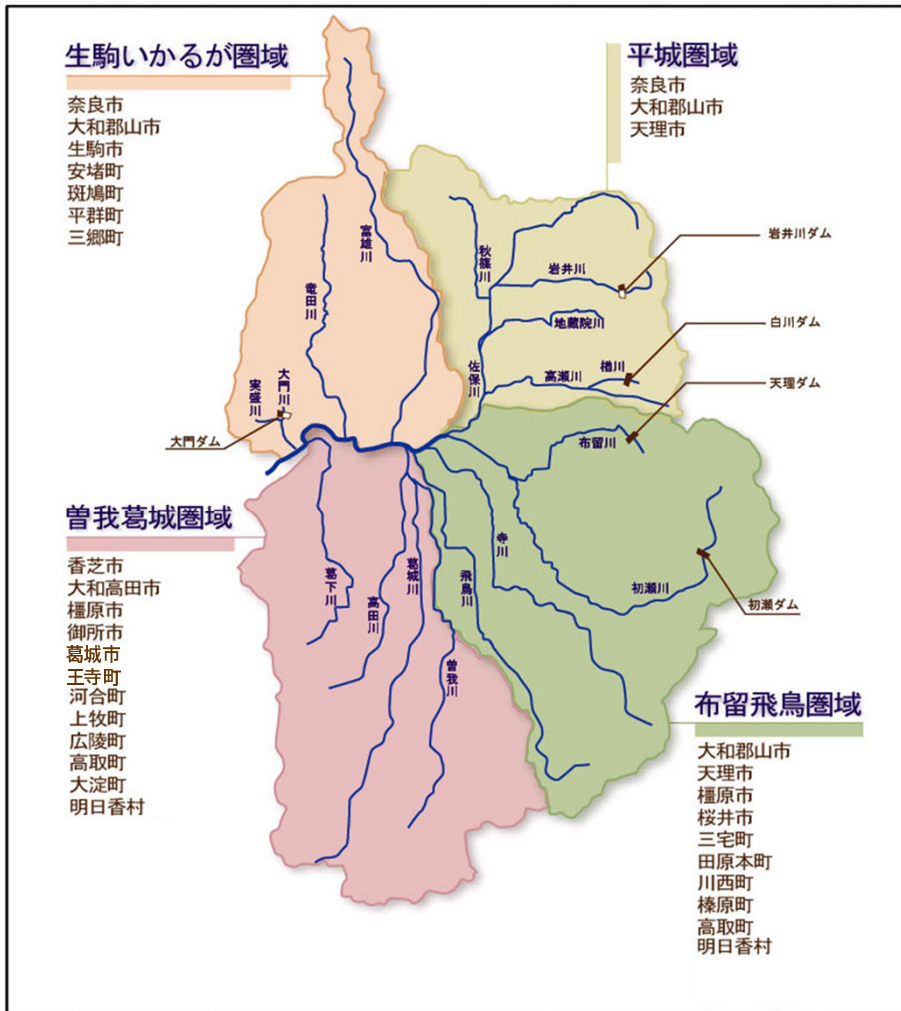 生駒いかるが圏域
奈良市
大和郡山市
生駒市
安堵町
斑鳩町
平群町
三郷町
平城圏域
奈良市
大和郡山市
天理市
岩井川ダム
白川ダム
天理ダム
初瀬ダム
大門ダム
富雄川
竜田川
大門川
実盛川
秋篠川
岩井川
地蔵院川
佐保川
高瀬川
楢川
布留川
初瀬川
寺川
飛鳥川
曽我川
葛城川
高田川
葛下川
曽我葛城圏域
香芝市
大和高田市
橿原市
御所市
葛城市
王寺町
河合町
上牧町
広陵町
高取町
大淀町
明日香村
布留飛鳥圏域
大和郡山市
天理市
橿原市
桜井市
三宅町
田原本町
川西町
榛原町
高取町
明日香村